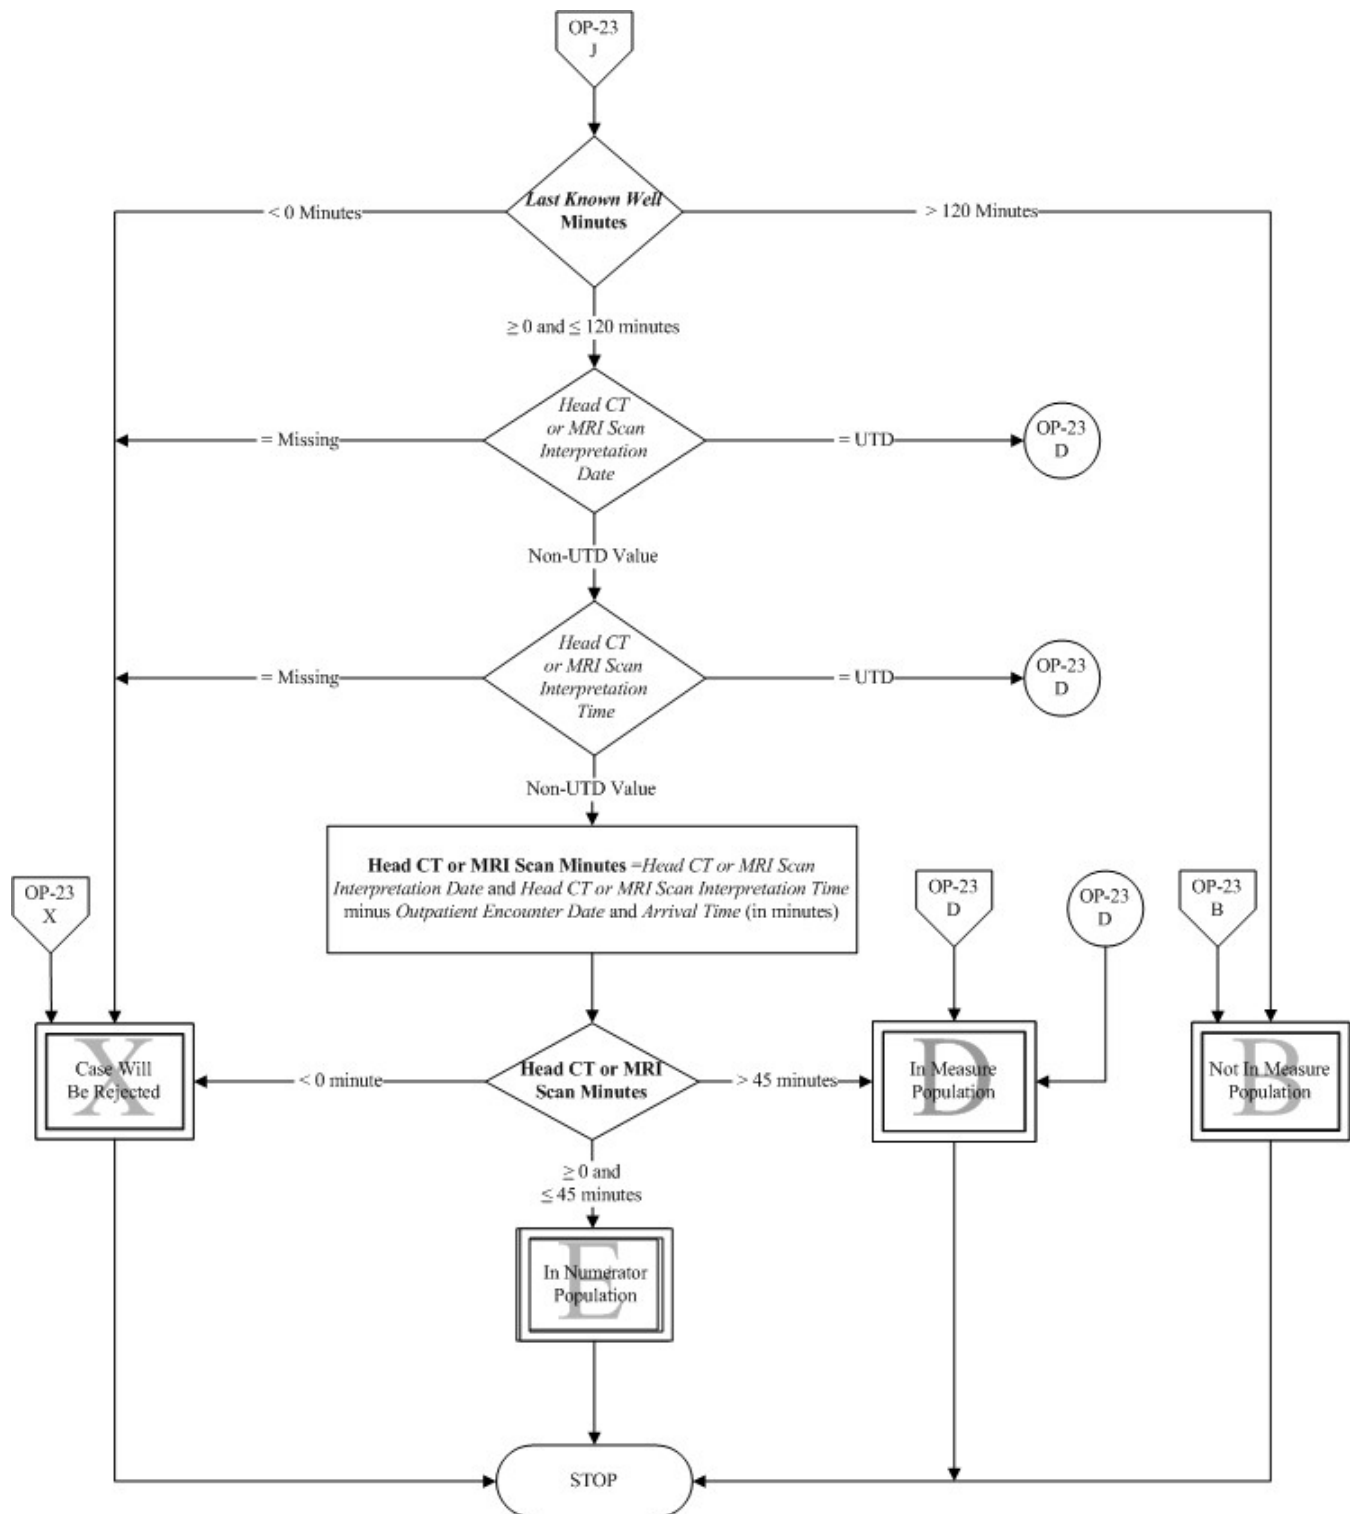 OP-23
J
Last Known Well
Minutes
< 0 Minutes
> 120 Minutes
≥ 0 and ≤ 120 minutes
Head CT
or MRI Scan
Interpretation
Date
= Missing
= UTD
OP-23
D
Non-UTD Value
Head CT
or MRI Scan
Interpretation
Time
= Missing
= UTD
OP-23
D
Non-UTD Value
Head CT or MRI Scan Minutes =Head CT or MRI Scan
Interpretation Date and Head CT or MRI Scan Interpretation Time
minus Outpatient Encounter Date and Arrival Time (in minutes)
OP-23
X
OP-23
D
OP-23
D
OP-23
B
X
Case Will
Be Rejected
< 0 minute
Head CT or MRI
Scan Minutes
> 45 minutes
D
In Measure
Population
B
Not In Measure
Population
≥ 0 and
≤ 45 minutes
E
In Numerator
Population
STOP